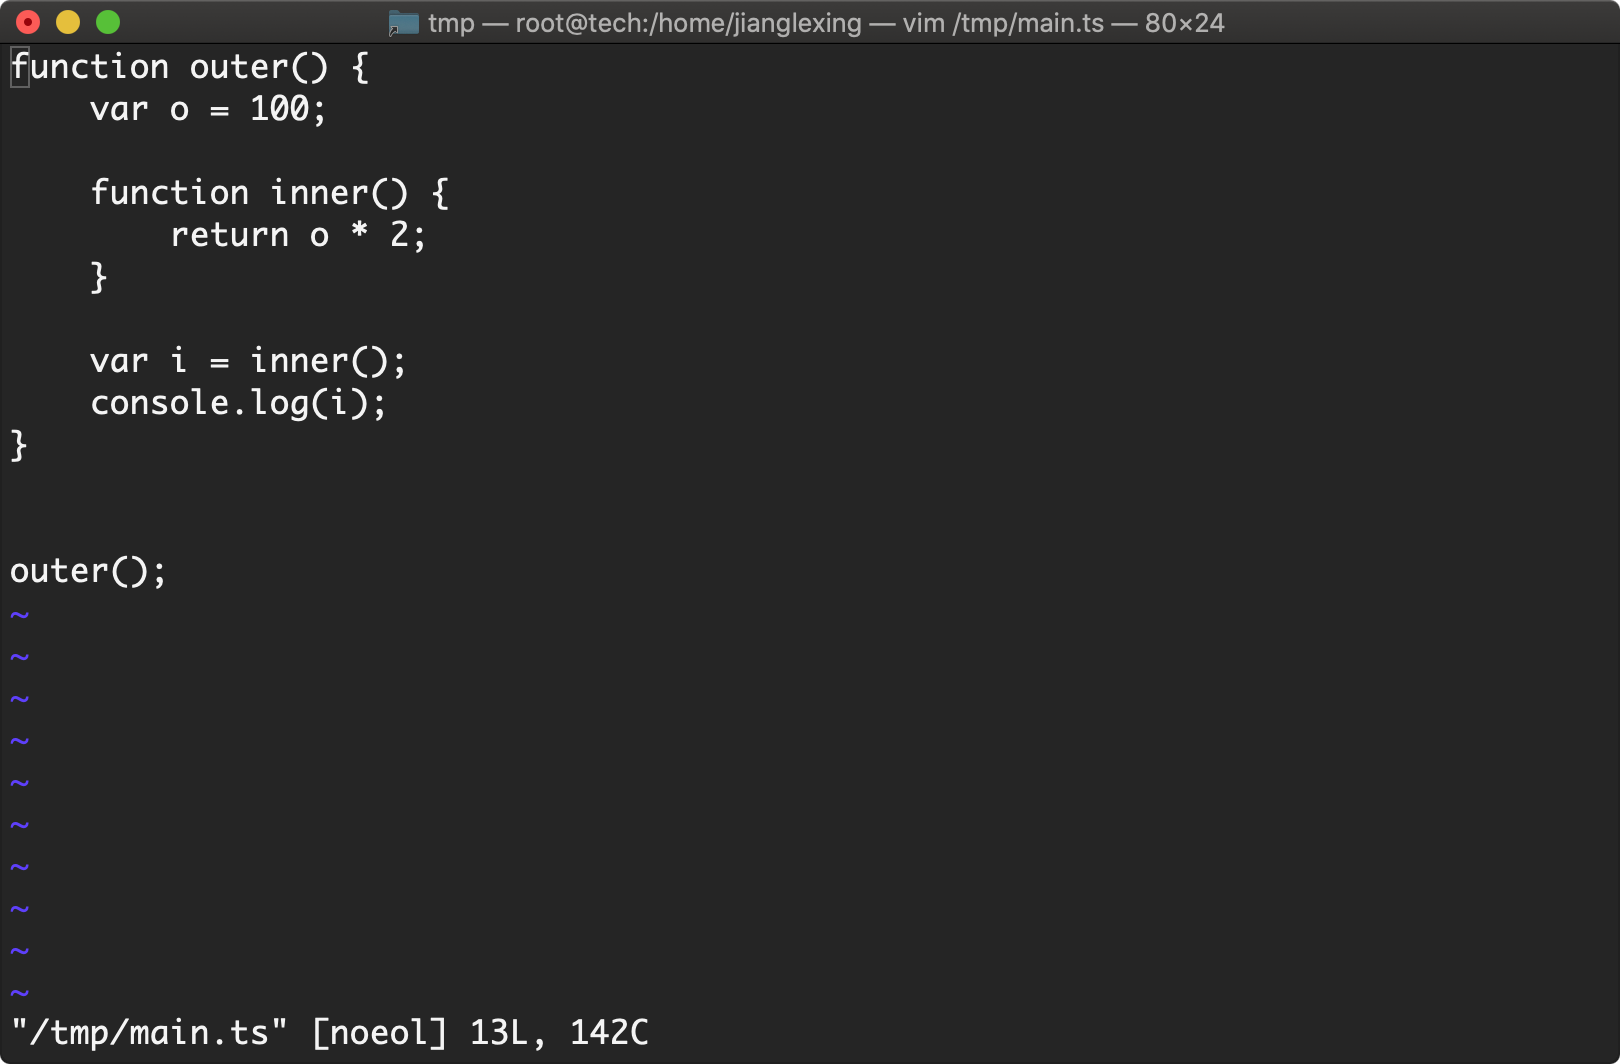 tmp — root@tech:/home/jianglexing — vim /tmp/main.ts — 80×24
function outer() {
    var o = 100;

    function inner() {
        return o * 2;
    }

    var i = inner();
    console.log(i);
}


outer();
~
~
~
~
~
~
~
~
~
~
"/tmp/main.ts" [noeol] 13L, 142C